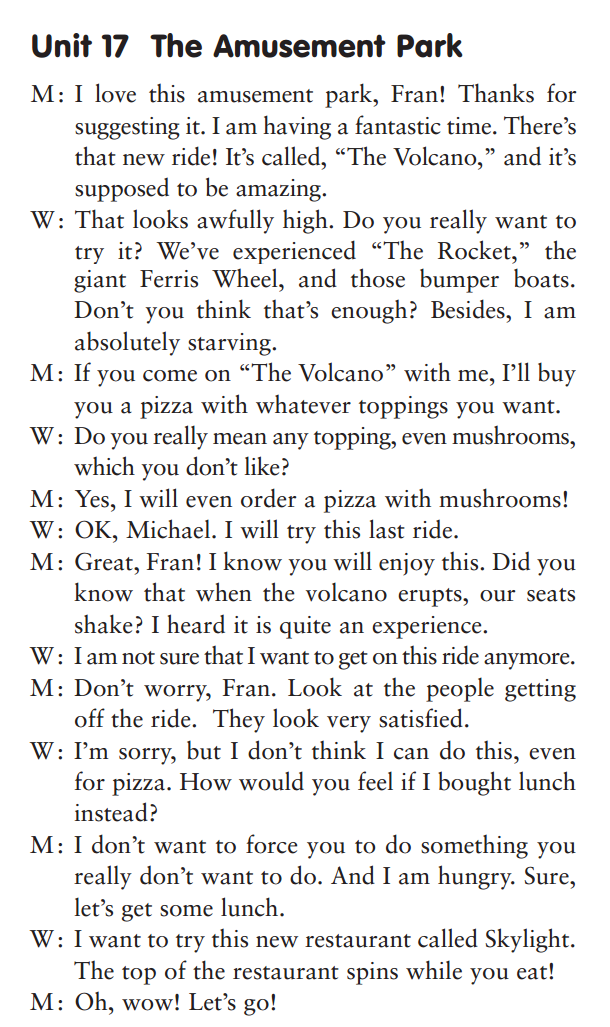 Unit 17 The Amusement Park
M: I love this amusement park, Fran! Thanks for
suggesting it. I am having a fantastic time. There's
that new ride! It's called, “The Volcano,” and it's
supposed to be amazing.
W: That looks awfully high. Do you really want to
try it? We've experienced “The Rocket,” the
giant Ferris Wheel, and those bumper boats.
Don't you think that's enough? Besides, I am
absolutely starving.
M: If you come on “The Volcano” with me, I'll buy
you a pizza with whatever toppings you want.
W: Do you really mean any topping, even mushrooms,
which you don't like?
M: Yes, I will even order a pizza with mushrooms!
W: OK, Michael. I will try this last ride.
M: Great, Fran! I know you will enjoy this. Did you
know that when the volcano erupts, our seats
shake? I heard it is quite an experience.
W: I am not sure that I want to get on this ride anymore.
M: Don't worry, Fran. Look at the people getting
off the ride. They look very satisfied.
W: I'm sorry, but I don't think I can do this, even
for pizza. How would you feel if I bought lunch
instead?
M: I don't want to force you to do something you
really don't want to do. And I am hungry. Sure,
let's get some lunch.
W: I want to try this new restaurant called Skylight.
The top of the restaurant spins while you eat!
M: Oh, wow! Let's go!